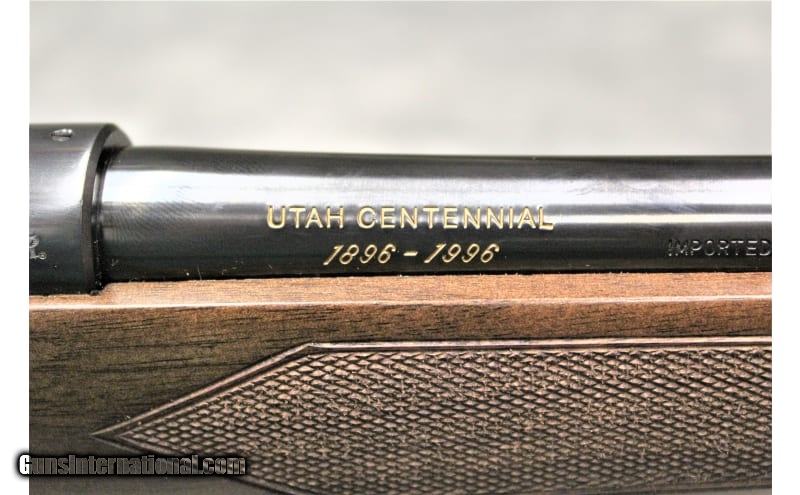 UTAH CENTENNIAL
1896 - 1996
IMPORTED
R®
GunsInternational.com